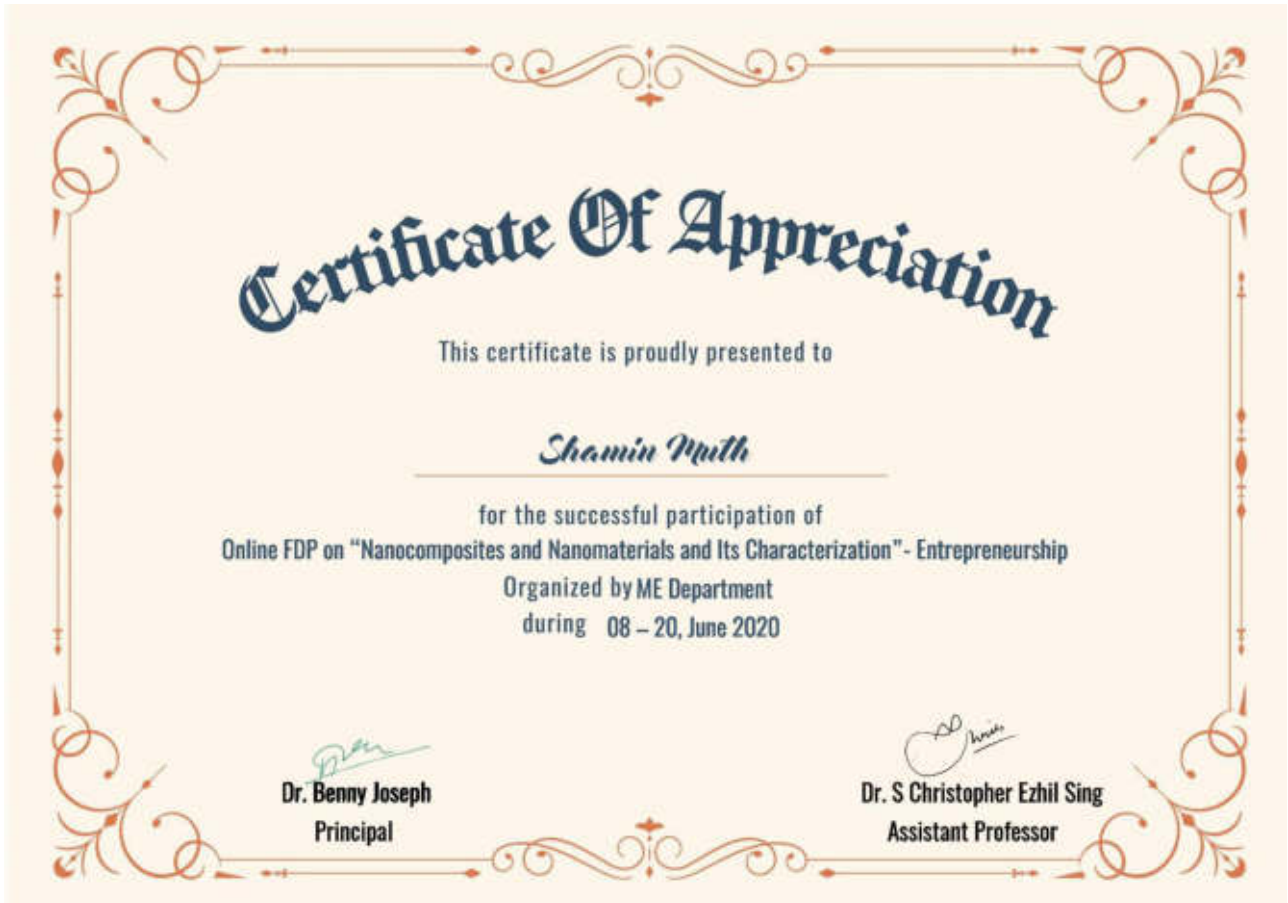 Certificate Of Appreciation
This certificate is proudly presented to
Shamin Muth
for the successful participation of
Online FDP on “Nanocomposites and Nanomaterials and Its Characterization”- Entrepreneurship
Organized by ME Department
during 08 – 20, June 2020
Dr. Benny Joseph
Principal
Dr. S Christopher Ezhil Sing
Assistant Professor